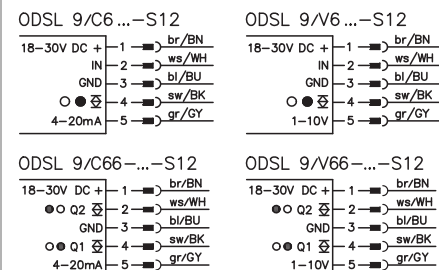 ODSL 9/C6...-S12
18-30V DC + 1 br/BN
IN 2 ws/WH
GND 3 bl/BU
4 sw/BK
4-20mA 5 gr/GY
ODSL 9/V6...-S12
18-30V DC + 1 br/BN
IN 2 ws/WH
GND 3 bl/BU
4 sw/BK
1-10V 5 gr/GY
ODSL 9/C66-...-S12
18-30V DC + 1 br/BN
Q2 2 ws/WH
GND 3 bl/BU
Q1 4 sw/BK
4-20mA 5 gr/GY
ODSL 9/V66-...-S12
18-30V DC + 1 br/BN
Q2 2 ws/WH
GND 3 bl/BU
Q1 4 sw/BK
1-10V 5 gr/GY